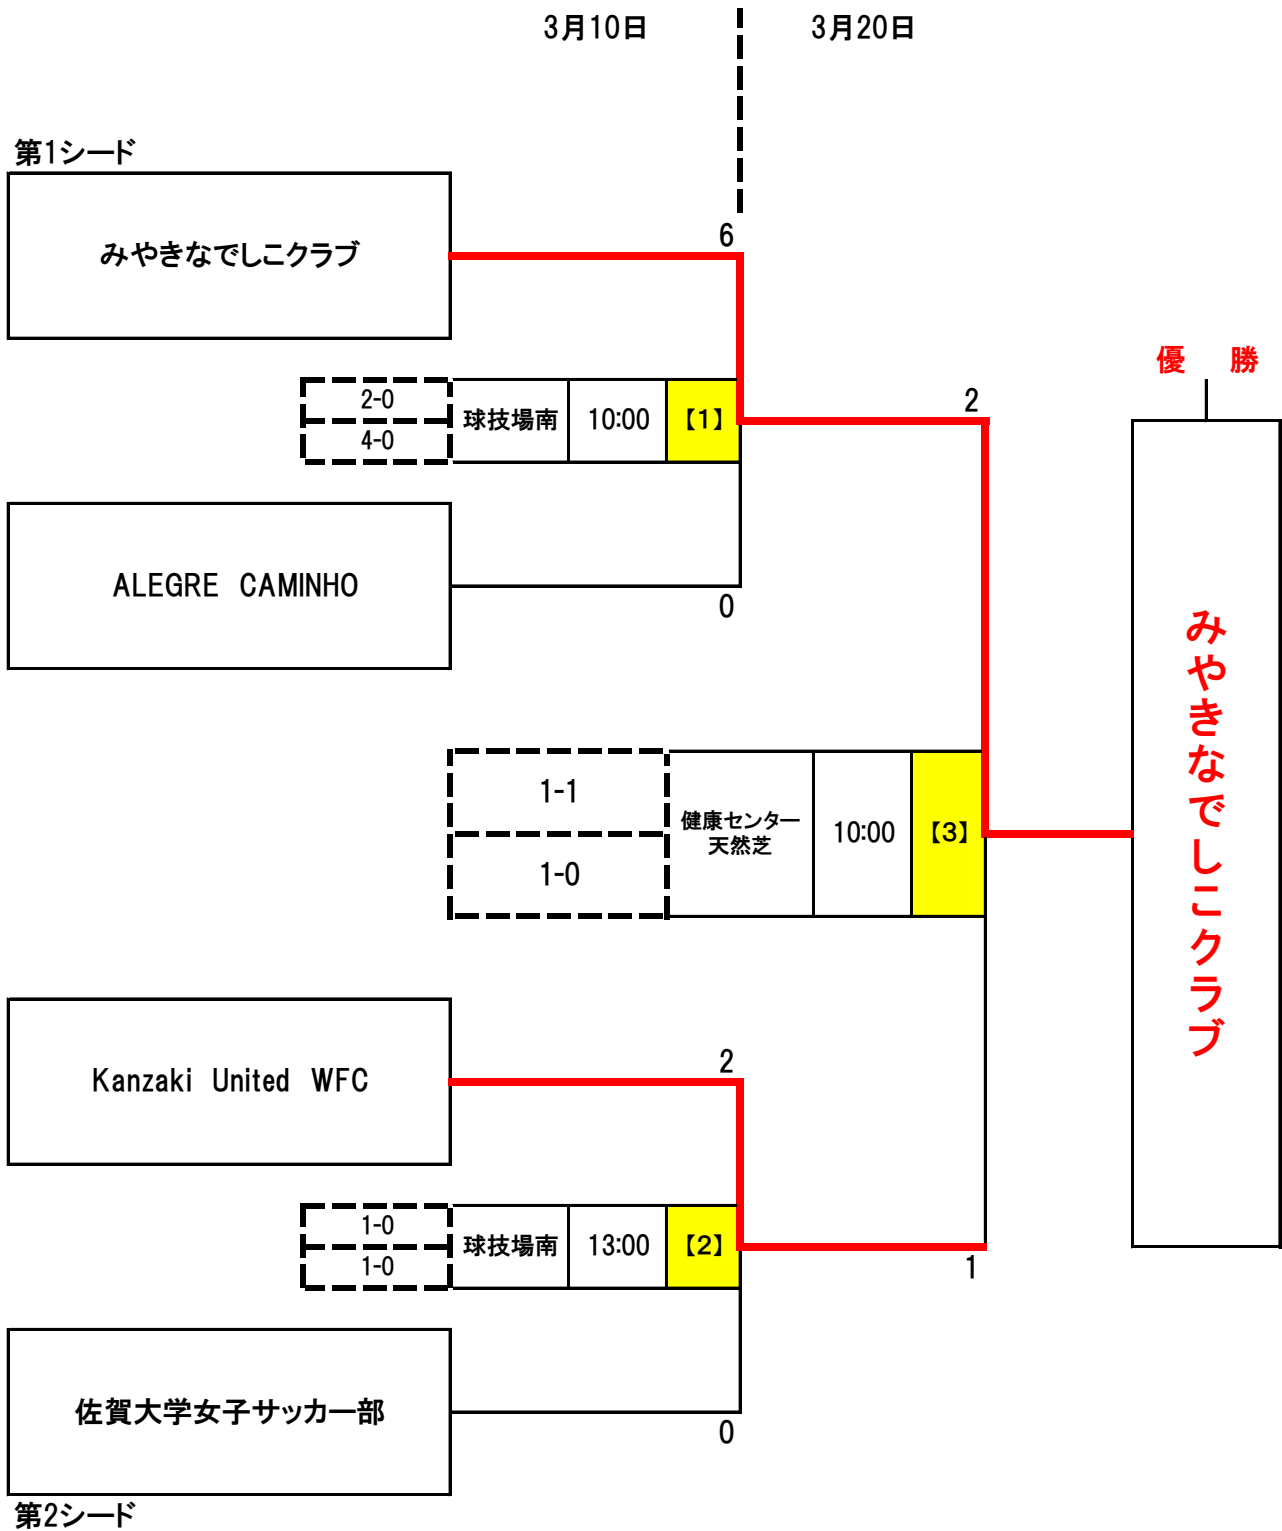 3月10日
3月20日
第1シード
みやきなでしこクラブ
6
2-0
4-0
球技場南
10:00
【1】
2
ALEGRE CAMINHO
0
1-1
1-0
健康センター
天然芝
10:00
【3】
Kanzaki United WFC
2
1-0
1-0
球技場南
13:00
【2】
1
佐賀大学女子サッカー部
0
第2シード
優 勝
みやきなでしこクラブ